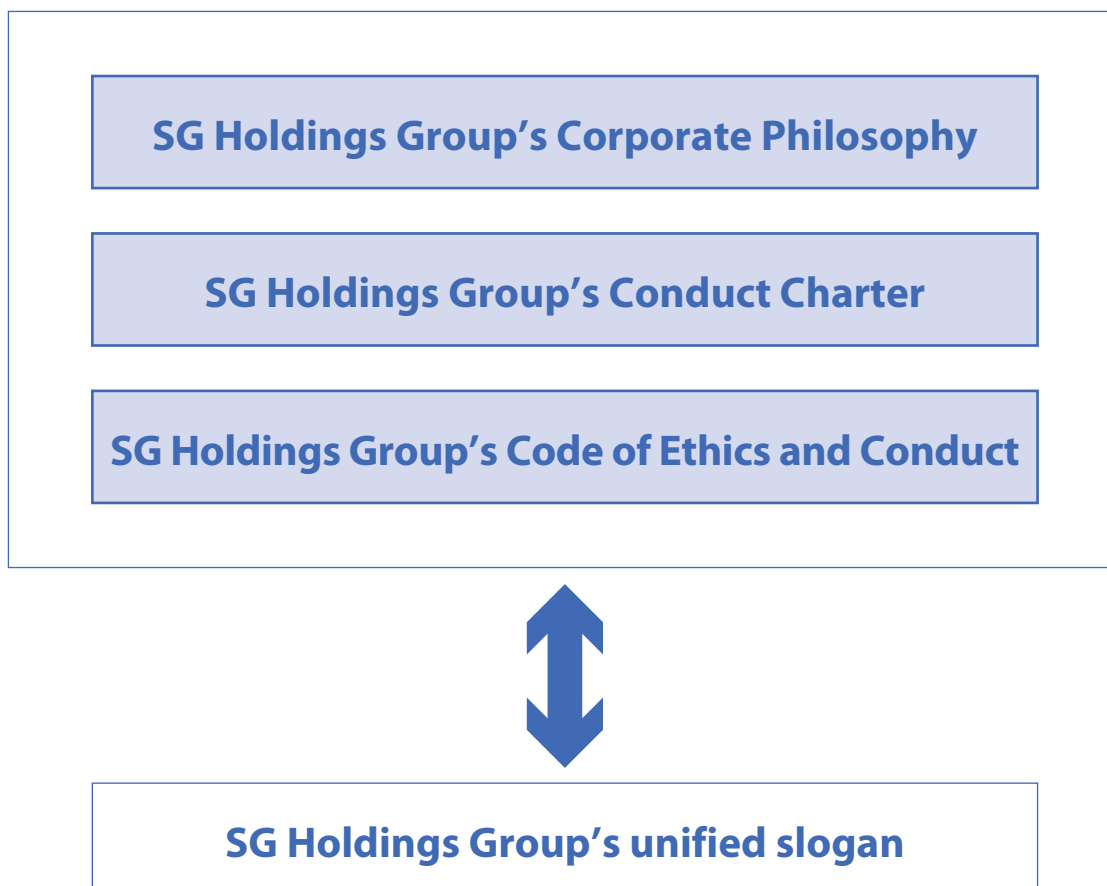 SG Holdings Group’s Corporate Philosophy
SG Holdings Group’s Conduct Charter
SG Holdings Group’s Code of Ethics and Conduct
SG Holdings Group’s unified slogan